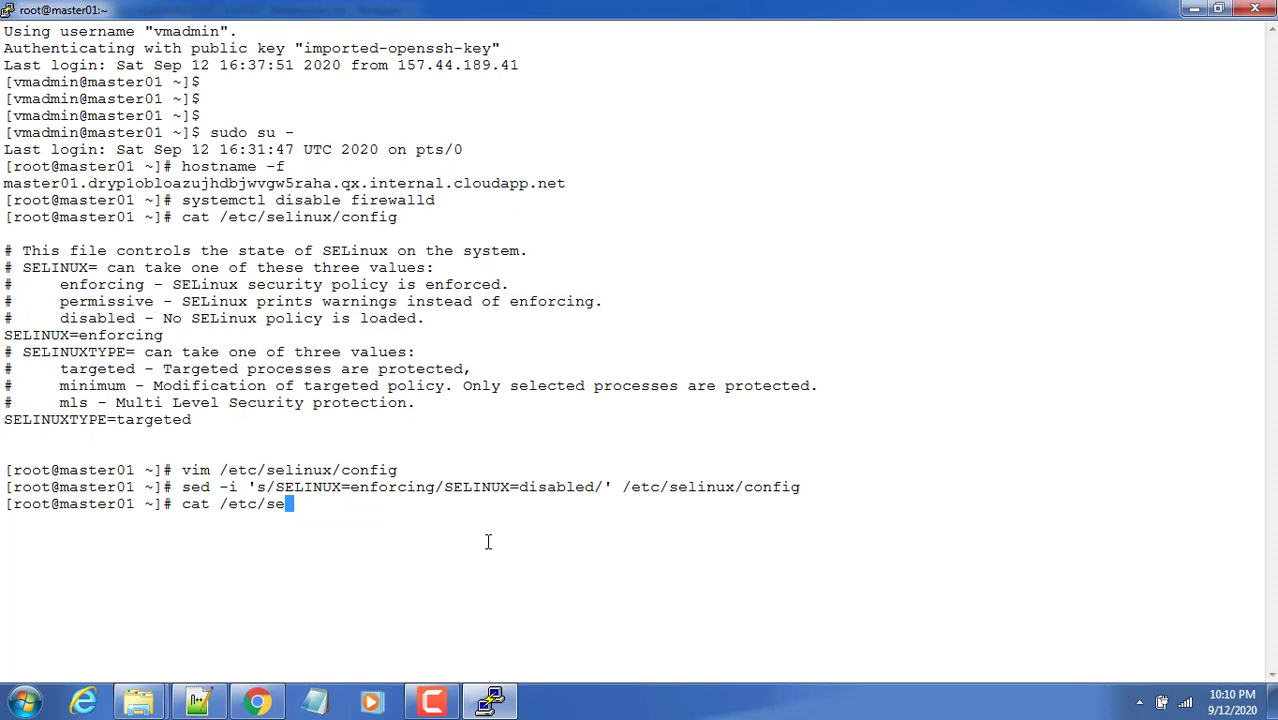 root@master01:~
Using username "vmadmin".
Authenticating with public key "imported-openssh-key"
Last login: Sat Sep 12 16:37:51 2020 from 157.44.189.41
[vmadmin@master01 ~]$
[vmadmin@master01 ~]$
[vmadmin@master01 ~]$
[vmadmin@master01 ~]$ sudo su -
Last login: Sat Sep 12 16:31:47 UTC 2020 on pts/0
[root@master01 ~]# hostname -f
master01.dryp1obloazujhdbjwvgw5raha.qx.internal.cloudapp.net
[root@master01 ~]# systemctl disable firewalld
[root@master01 ~]# cat /etc/selinux/config
# This file controls the state of SELinux on the system.
# SELINUX= can take one of these three values:
#     enforcing - SELinux security policy is enforced.
#     permissive - SELinux prints warnings instead of enforcing.
#     disabled - No SELinux policy is loaded.
SELINUX=enforcing
# SELINUXTYPE= can take one of three values:
#     targeted - Targeted processes are protected,
#     minimum - Modification of targeted policy. Only selected processes are protected.
#     mls - Multi Level Security protection.
SELINUXTYPE=targeted
[root@master01 ~]# vim /etc/selinux/config
[root@master01 ~]# sed -i 's/SELINUX=enforcing/SELINUX=disabled/' /etc/selinux/config
[root@master01 ~]# cat /etc/se
10:10 PM
9/12/2020